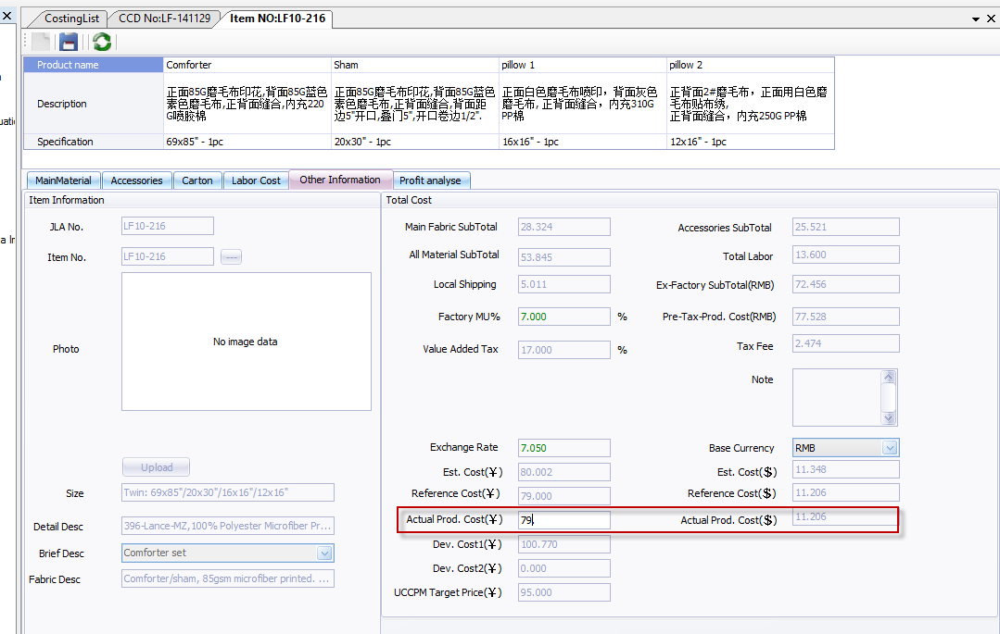 CostingList CCD No:LF-141129 Item NO:LF10-216
Product name Comforter Sham pillow 1 pillow 2
Description
正面85G磨毛布印花,背面85G蓝色
素色磨毛布,正背面缝合,内充220
G喷胶棉
正面85G磨毛布印花,背面85G蓝色
素色磨毛布,正背面缝合,背面距
边5"开口,叠门5",开口卷边1/2".
正面白色磨毛布喷印，背面灰色
磨毛布, 正背面缝合，内充310G
PP棉
正背面2#磨毛布，正面用白色磨
毛布贴布绣,
正背面缝合，内充250G PP棉
Specification 69x85" - 1pc 20x30" - 1pc 16x16" - 1pc 12x16" - 1pc
MainMaterial Accessories Carton Labor Cost Other Information Profit analyse
Item Information
JLA No. LF10-216
Item No. LF10-216
Photo
No image data
Upload
Size Twin: 69x85"/20x30"/16x16"/12x16"
Detail Desc 396-Lance-MZ,100% Polyester Microfiber Pr...
Brief Desc Comforter set
Fabric Desc Comforter/sham, 85gsm microfiber printed. ...
Total Cost
Main Fabric SubTotal 28.324 Accessories SubTotal 25.521
All Material SubTotal 53.845 Total Labor 13.600
Local Shipping 5.011 Ex-Factory SubTotal(RMB) 72.456
Factory MU% 7.000 % Pre-Tax-Prod. Cost(RMB) 77.528
Value Added Tax 17.000 % Tax Fee 2.474
Note
Exchange Rate 7.050 Base Currency RMB
Est. Cost(¥) 80.002 Est. Cost($) 11.348
Reference Cost(¥) 79.000 Reference Cost($) 11.206
Actual Prod. Cost(¥) 79. Actual Prod. Cost($) 11.206
Dev. Cost1(¥) 100.770
Dev. Cost2(¥) 0.000
UCCPM Target Price(¥) 95.000